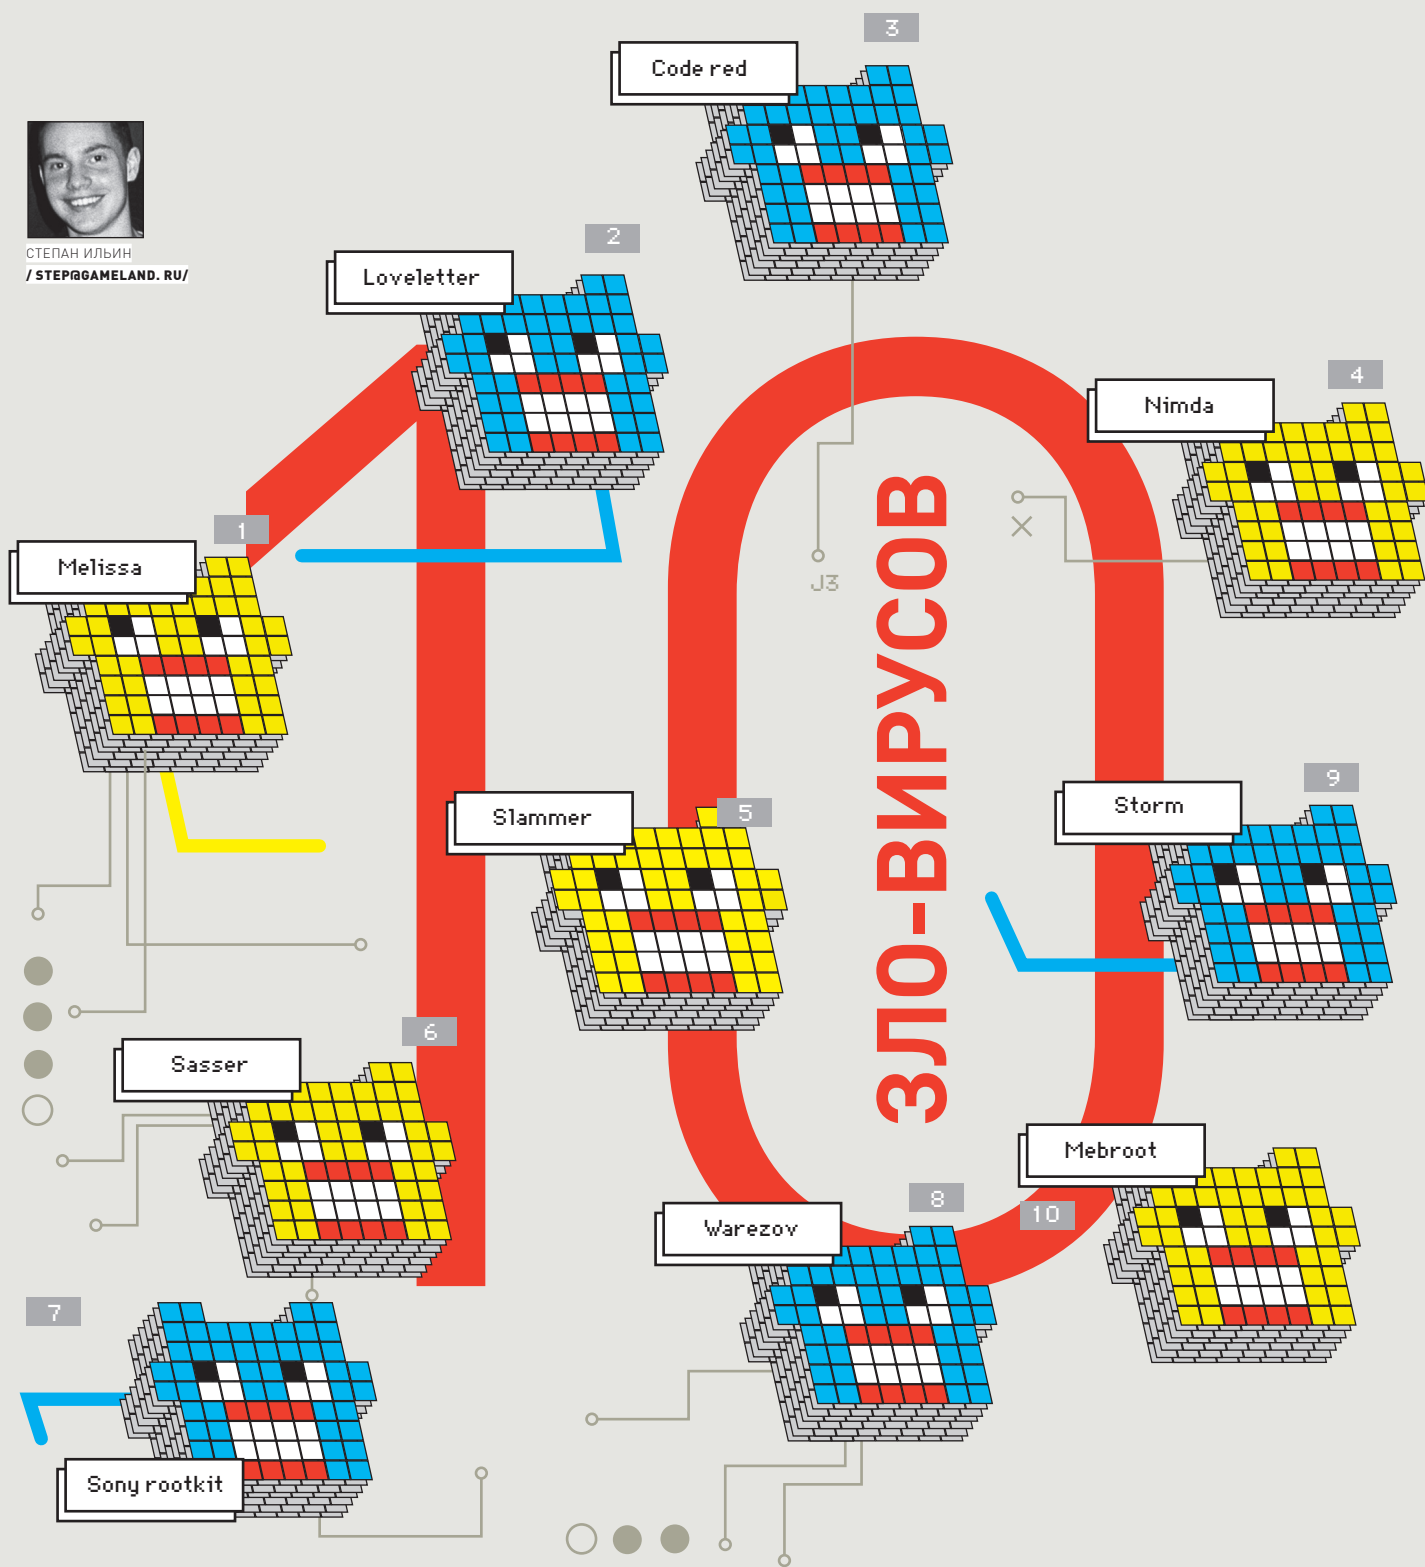 СТЕПАН ИЛЬИН
/ STEP@GAMELAND. RU/
ЗЛО-ВИРУСОВ
1
Melissa
2
Loveletter
3
Code red
4
Nimda
5
Slammer
6
Sasser
7
Sony rootkit
8
Warezov
9
Storm
10
Mebroot
J3
10